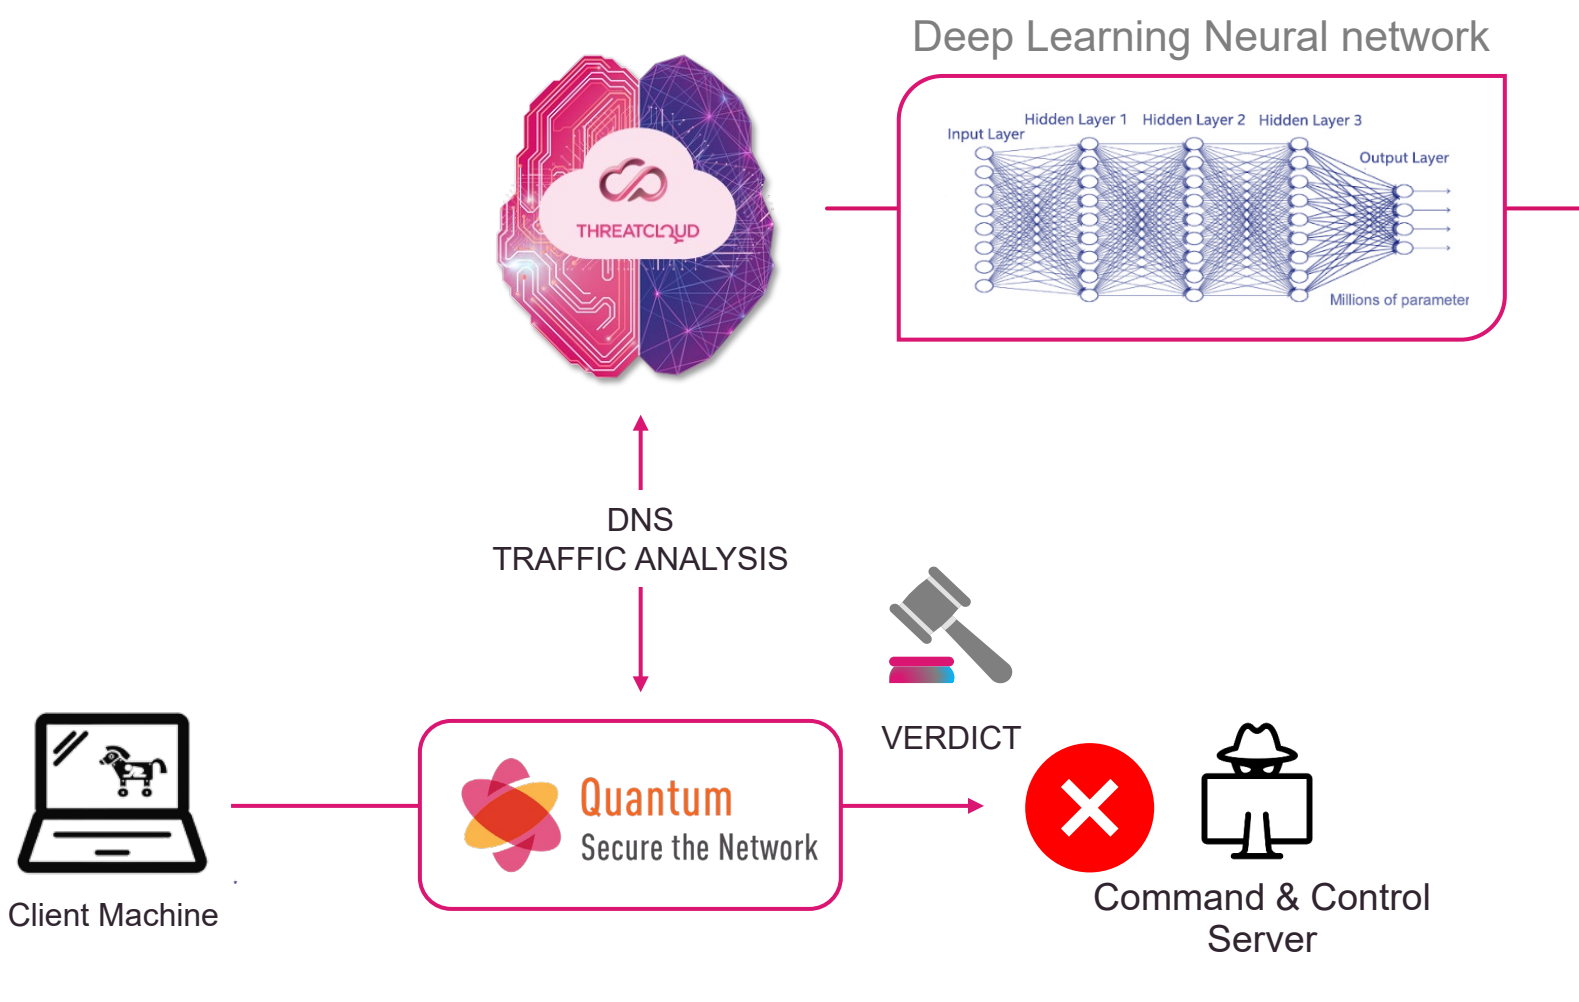 Deep Learning Neural network
Input Layer
Hidden Layer 1
Hidden Layer 2
Hidden Layer 3
Output Layer
Millions of parameter
THREATCLOUD
DNS
TRAFFIC ANALYSIS
VERDICT
Quantum
Secure the Network
Client Machine
Command & Control
Server